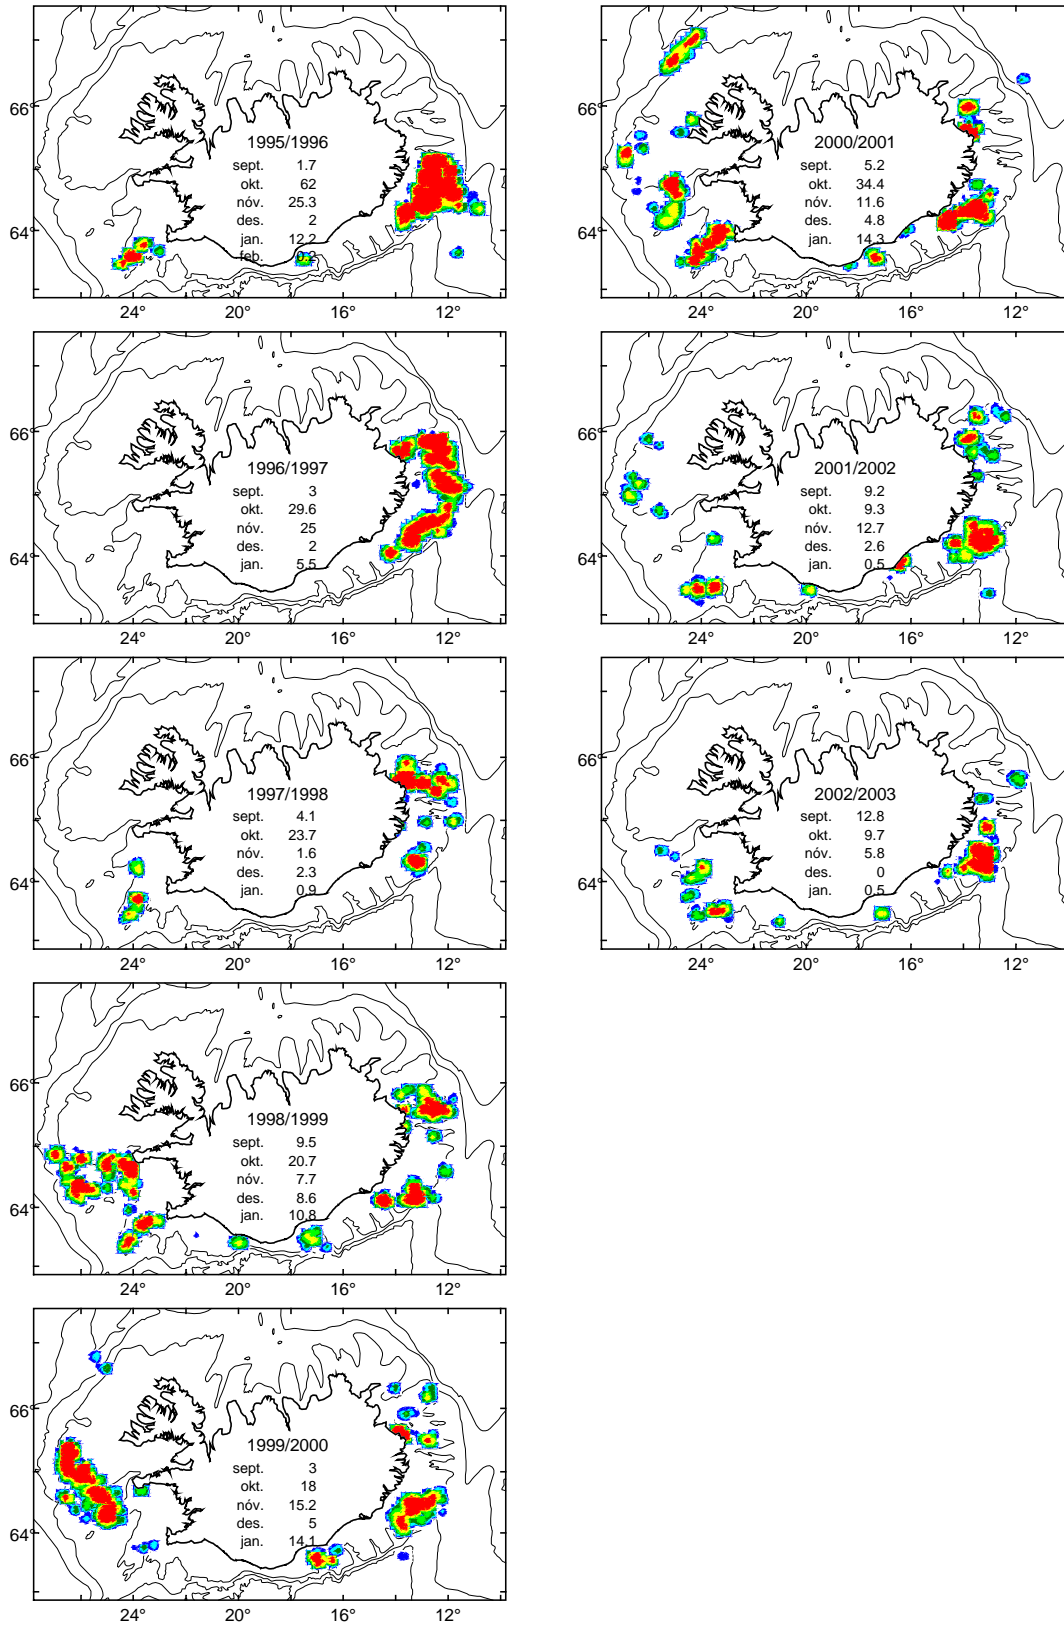 66°
64°
1995/1996
sept. 1.7
okt. 62
nóv. 25.3
des. 2
jan. 12.2
feb. 0.2
24° 20° 16° 12°
2000/2001
sept. 5.2
okt. 34.4
nóv. 11.6
des. 4.8
jan. 14.3
66°
64°
24° 20° 16° 12°
66°
64°
1996/1997
sept. 3
okt. 29.6
nóv. 25
des. 2
jan. 5.5
24° 20° 16° 12°
66°
64°
2001/2002
sept. 9.2
okt. 9.3
nóv. 12.7
des. 2.6
jan. 0.5
24° 20° 16° 12°
66°
64°
1997/1998
sept. 4.1
okt. 23.7
nóv. 1.6
des. 2.3
jan. 0.9
24° 20° 16° 12°
66°
64°
2002/2003
sept. 12.8
okt. 9.7
nóv. 5.8
des. 0
jan. 0.5
24° 20° 16° 12°
66°
64°
1998/1999
sept. 9.5
okt. 20.7
nóv. 7.7
des. 8.6
jan. 10.8
24° 20° 16° 12°
66°
64°
1999/2000
sept. 3
okt. 18
nóv. 15.2
des. 5
jan. 14.1
24° 20° 16° 12°